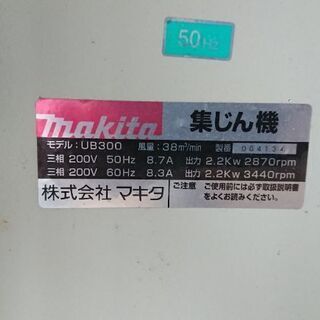 50Hz
makita 集じん機
モデル:UB300 風量:38m³/min 製番 004134
三相 200V 50Hz 8.7A 出力 2.2Kw 2870rpm
三相 200V 60Hz 8.3A 出力 2.2Kw 3440rpm
株式会社 マキタ
ご注意 ご使用前には必ず取扱説明書
をよくお読みください。